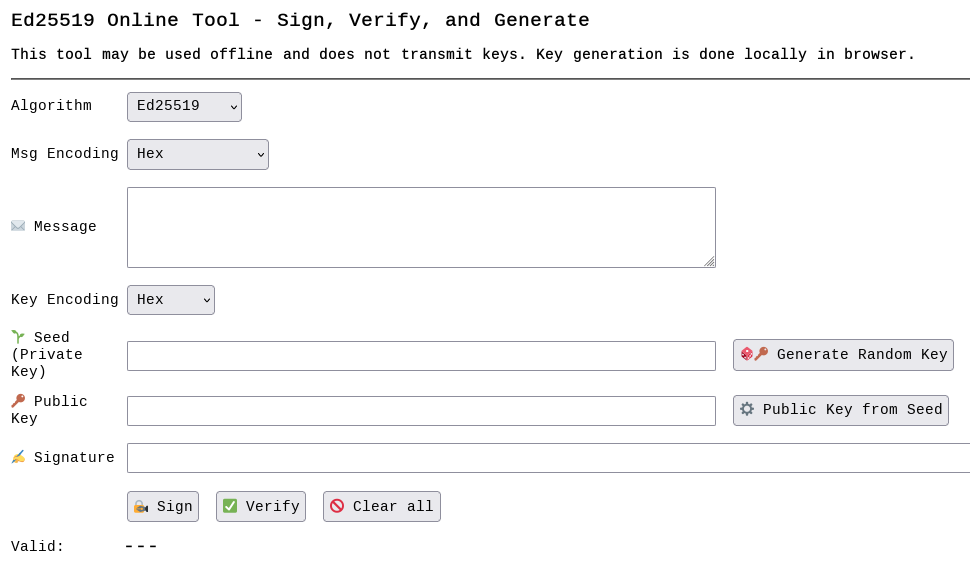 Ed25519 Online Tool - Sign, Verify, and Generate
This tool may be used offline and does not transmit keys. Key generation is done locally in browser.
Algorithm Ed25519
Msg Encoding Hex
✉️ Message
Key Encoding Hex
🌱 Seed
(Private
Key)
🎲🔑 Generate Random Key
🔑 Public
Key
⚙️ Public Key from Seed
✍️ Signature
🔏 Sign ✅ Verify 🚫 Clear all
Valid: ---